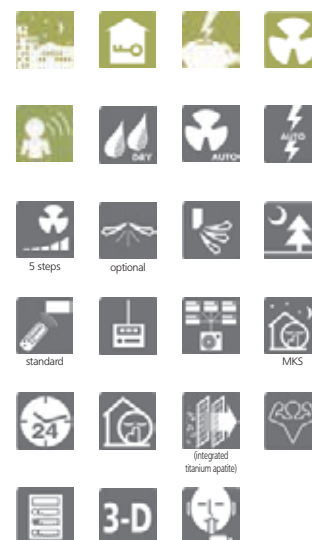 DRY
AUTO
AUTO
5 steps
optional
standard
MKS
24
(integrated
titanium apatite)
3-D